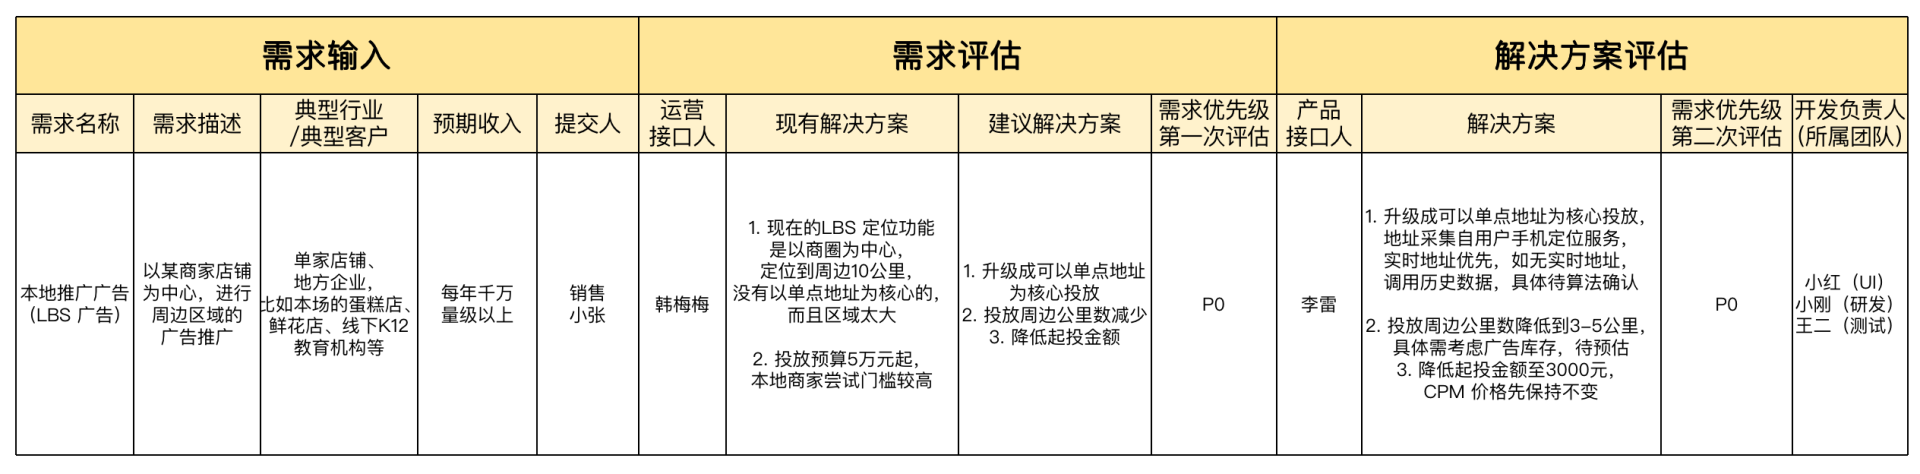 需求输入
需求评估
解决方案评估
需求名称
需求描述
典型行业
/典型客户
预期收入
提交人
运营
接口人
现有解决方案
建议解决方案
需求优先级
第一次评估
产品
接口人
解决方案
需求优先级
第二次评估
开发负责人
(所属团队)
本地推广广告
(LBS 广告)
以某商家店铺
为中心，进行
周边区域的
广告推广
单家店铺、
地方企业，
比如本场的蛋糕店、
鲜花店、线下K12
教育机构等
每年千万
量级以上
销售
小张
韩梅梅
1. 现在的LBS 定位功能
是以商圈为中心，
定位到周边10公里，
没有以单点地址为核心的，
而且区域太大
2. 投放预算5万元起，
本地商家尝试门槛较高
1. 升级成可以单点地址
为核心投放
2. 投放周边公里数减少
3. 降低起投金额
P0
李雷
1. 升级成可以单点地址为核心投放，
地址采集自用户手机定位服务，
实时地址优先，如无实时地址，
调用历史数据，具体待算法确认
2. 投放周边公里数降低到3-5公里，
具体需考虑广告库存，待预估
3. 降低起投金额至3000元，
CPM 价格先保持不变
P0
小红（UI）
小刚（研发）
王二（测试）